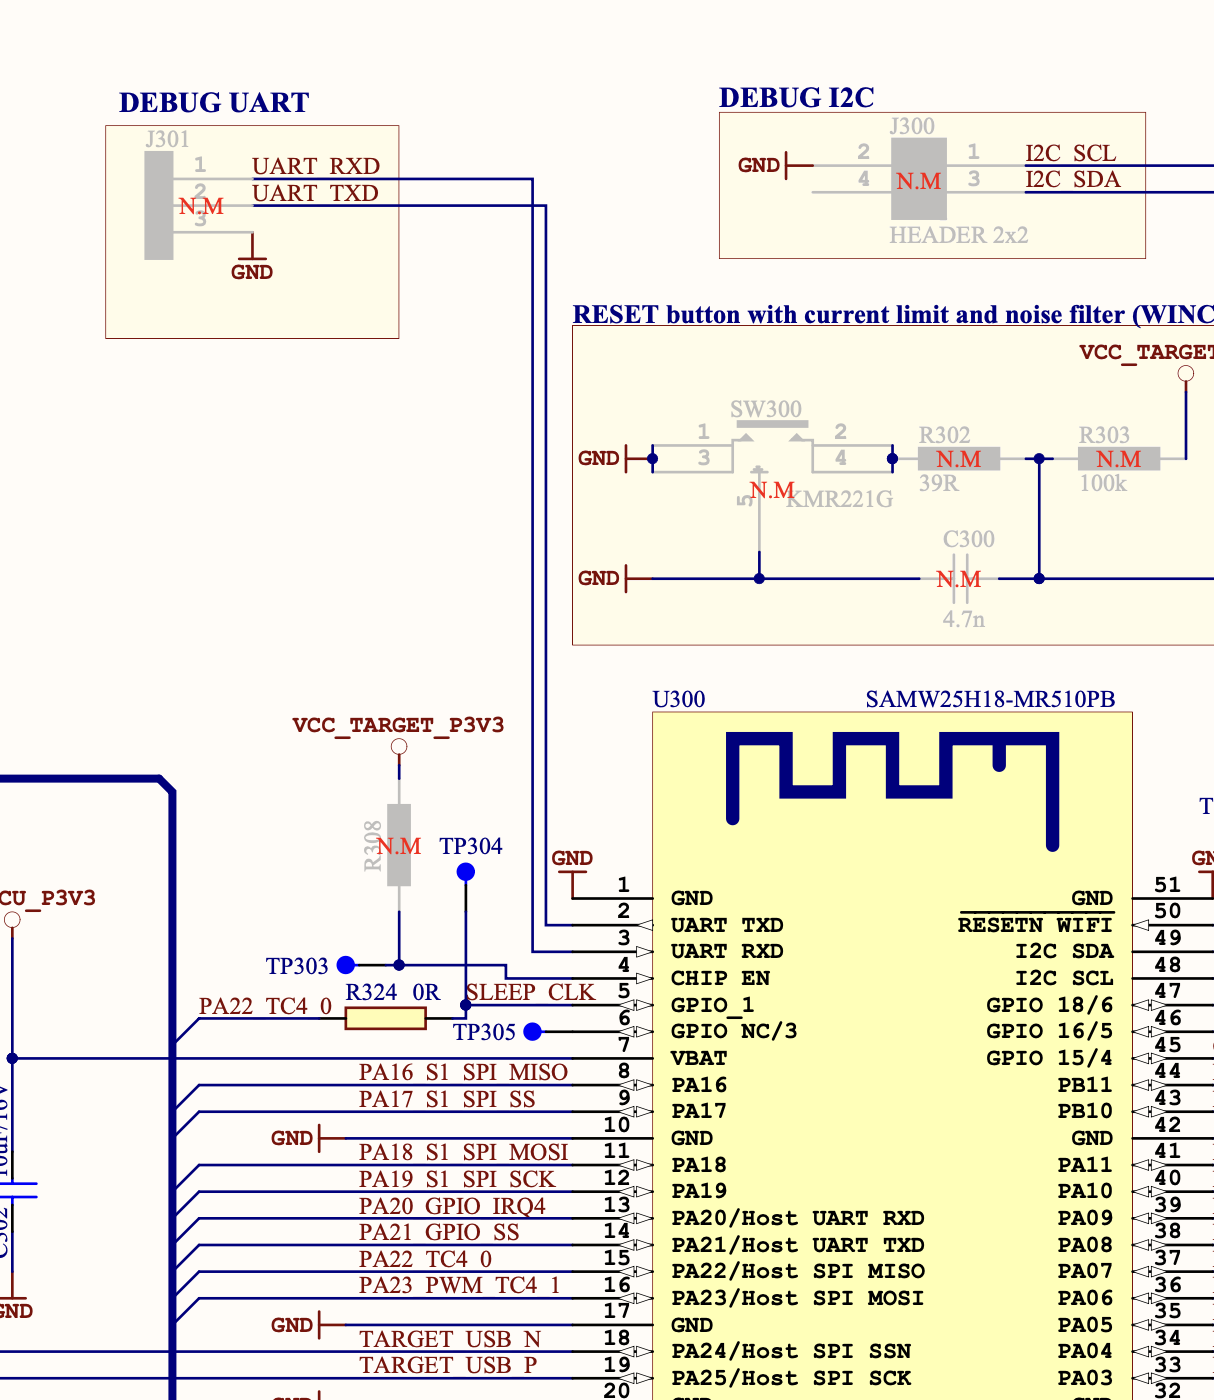 DEBUG UART
J301
1
UART RXD
2
UART TXD
N.M
3
GND
DEBUG I2C
J300
GND
2
1
I2C SCL
4
N.M
3
I2C SDA
HEADER 2x2
RESET button with current limit and noise filter (WINC
VCC_TARGET
SW300
1
2
R302
R303
GND
3
4
N.M
N.M
N.M
5
KMR221G
39R
100k
C300
GND
N.M
4.7n
U300
SAMW25H18-MR510PB
VCC_TARGET_P3V3
R308
N.M
TP304
GND
TP303
R324 0R
SLEEP CLK
PA22 TC4 0
TP305
CU_P3V3
10uF/16V
C302
GND
1 GND
2 UART TXD
3 UART RXD
4 CHIP EN
5 GPIO_1
6 GPIO NC/3
7 VBAT
PA16 S1 SPI MISO 8 PA16
PA17 S1 SPI SS 9 PA17
GND 10 GND
PA18 S1 SPI MOSI 11 PA18
PA19 S1 SPI SCK 12 PA19
PA20 GPIO IRQ4 13 PA20/Host UART RXD
PA21 GPIO SS 14 PA21/Host UART TXD
PA22 TC4 0 15 PA22/Host SPI MISO
PA23 PWM TC4 1 16 PA23/Host SPI MOSI
GND 17 GND
TARGET USB N 18 PA24/Host SPI SSN
TARGET USB P 19 PA25/Host SPI SCK
20
GND 51
RESETN WIFI 50
I2C SDA 49
I2C SCL 48
GPIO 18/6 47
GPIO 16/5 46
GPIO 15/4 45
PB11 44
PB10 43
GND 42
PA11 41
PA10 40
PA09 39
PA08 38
PA07 37
PA06 36
PA05 35
PA04 34
PA03 33
32
T